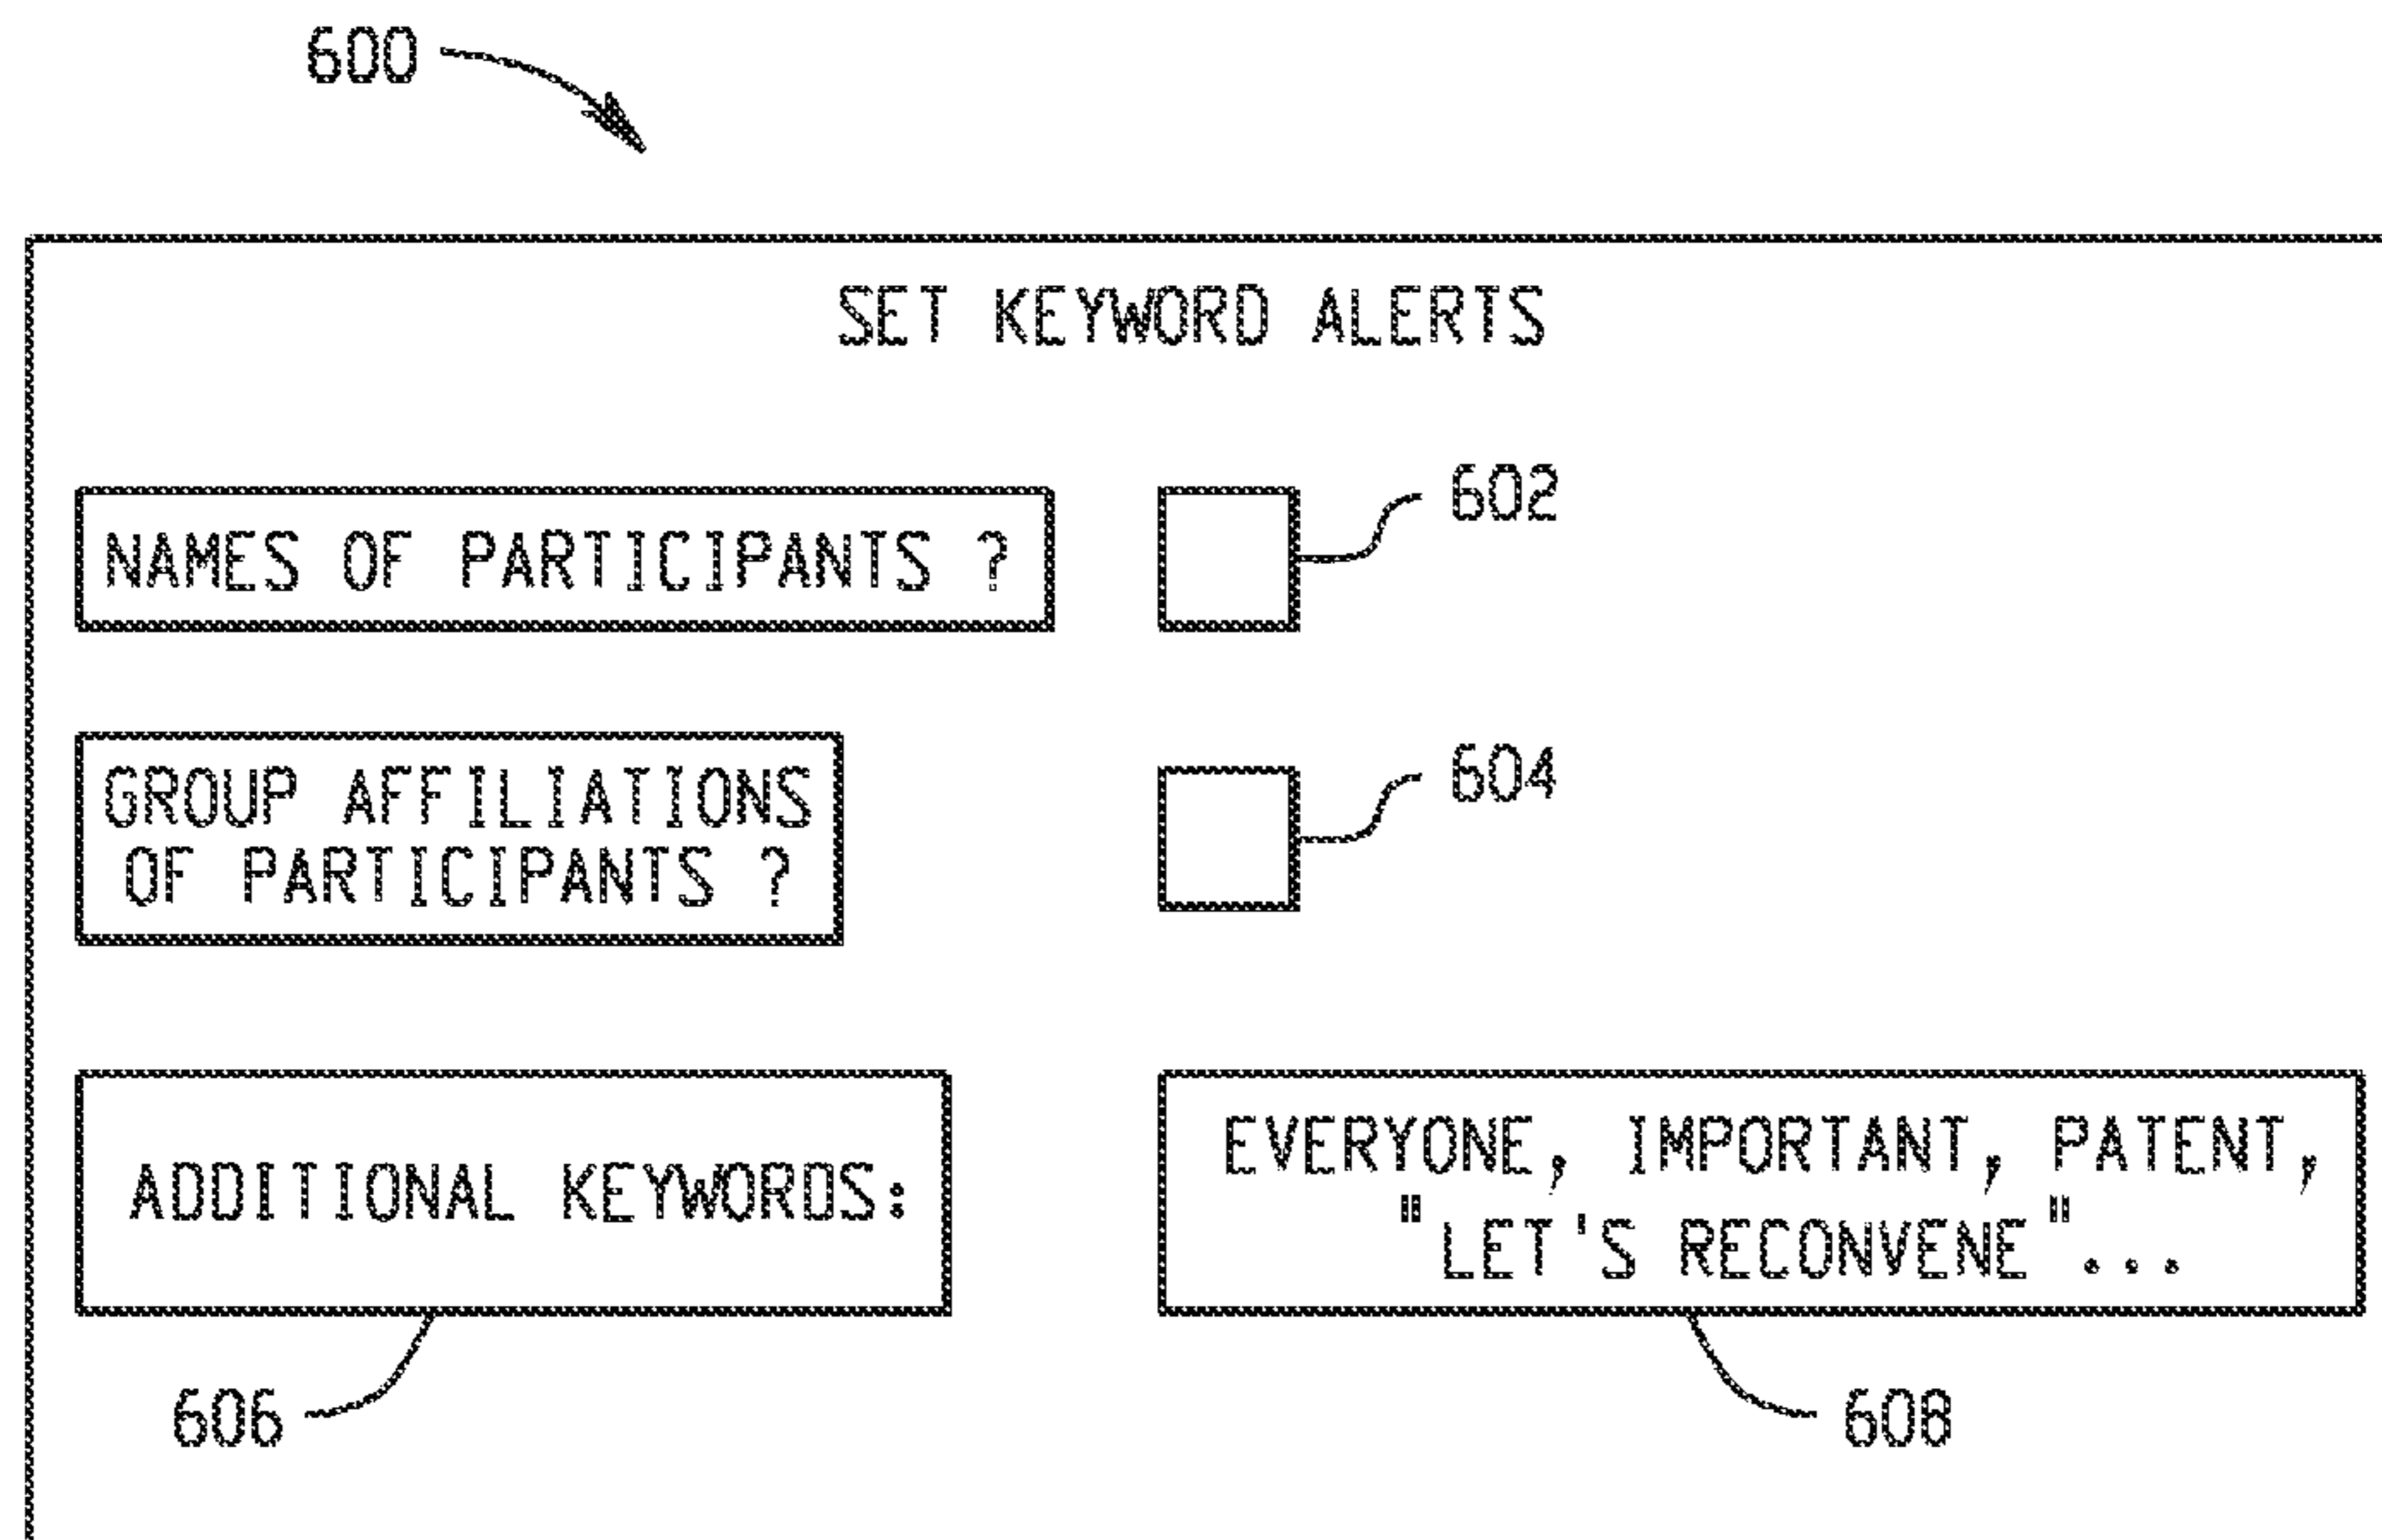 600
SET KEYWORD ALERTS
NAMES OF PARTICIPANTS ?
602
GROUP AFFILIATIONS
OF PARTICIPANTS ?
604
ADDITIONAL KEYWORDS:
EVERYONE, IMPORTANT, PATENT,
"LET'S RECONVENE"...
606
608